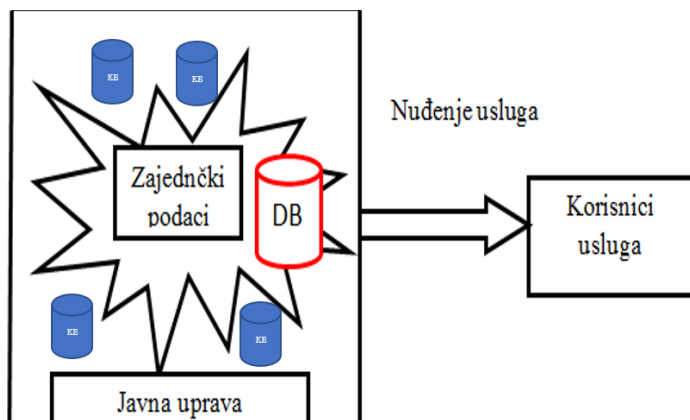 KB
KB
Nuđenje usluga
Zajednčki
podaci
DB
Korisnici
usluga
KB
KB
Javna uprava